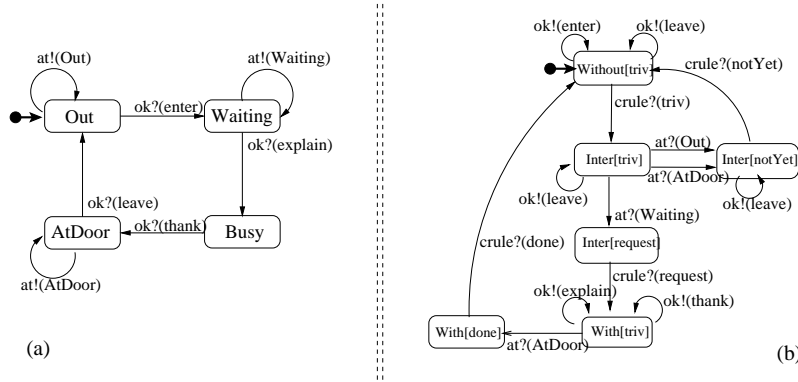 at!(Out)
at!(Waiting)
Out
ok?(enter)
Waiting
ok?(explain)
ok?(leave)
AtDoor
ok?(thank)
Busy
at!(AtDoor)
(a)
ok!(enter)
ok!(leave)
Without[triv]
crule?(notYet)
crule?(triv)
Inter[triv]
at?(Out)
at?(AtDoor)
Inter[notYet]
ok!(leave)
ok!(leave)
at?(Waiting)
crule?(done)
Inter[request]
crule?(request)
ok!(explain)
ok!(thank)
With[done]
With[triv]
at?(AtDoor)
(b)